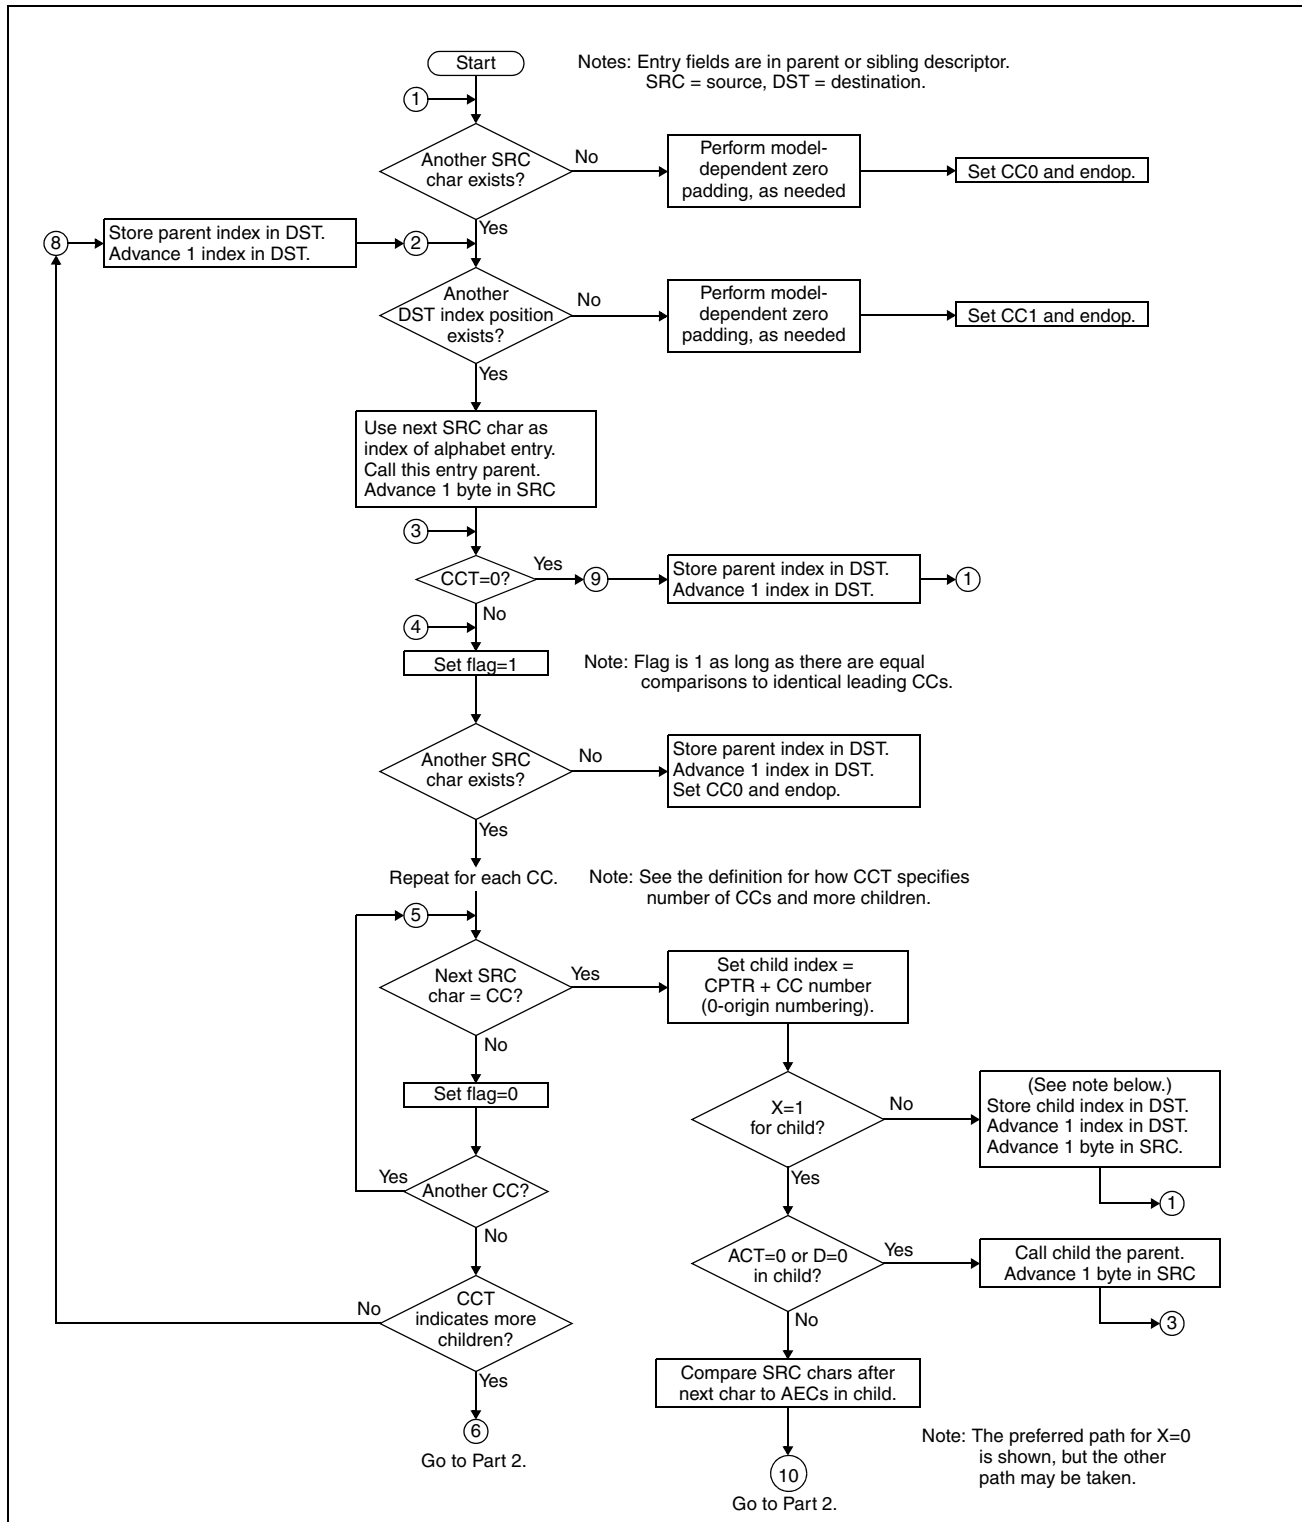 Start
Notes: Entry fields are in parent or sibling descriptor.
SRC = source, DST = destination.
1
Another SRC
char exists?
No
Perform model-
dependent zero
padding, as needed
Set CC0 and endop.
Yes
8
Store parent index in DST.
Advance 1 index in DST.
2
Another
DST index position
exists?
No
Perform model-
dependent zero
padding, as needed
Set CC1 and endop.
Yes
Use next SRC char as
index of alphabet entry.
Call this entry parent.
Advance 1 byte in SRC
3
CCT=0?
Yes
9
Store parent index in DST.
Advance 1 index in DST.
1
No
4
Set flag=1
Note: Flag is 1 as long as there are equal
comparisons to identical leading CCs.
Another SRC
char exists?
No
Store parent index in DST.
Advance 1 index in DST.
Set CC0 and endop.
Yes
Repeat for each CC.
Note: See the definition for how CCT specifies
number of CCs and more children.
5
Next SRC
char = CC?
Yes
Set child index =
CPTR + CC number
(0-origin numbering).
No
Set flag=0
X=1
for child?
No
(See note below.)
Store child index in DST.
Advance 1 index in DST.
Advance 1 byte in SRC.
1
Yes
Another CC?
Yes
No
ACT=0 or D=0
in child?
Yes
Call child the parent.
Advance 1 byte in SRC
3
No
CCT
indicates more
children?
No
Yes
6
Go to Part 2.
Compare SRC chars after
next char to AECs in child.
10
Go to Part 2.
Note: The preferred path for X=0
is shown, but the other
path may be taken.